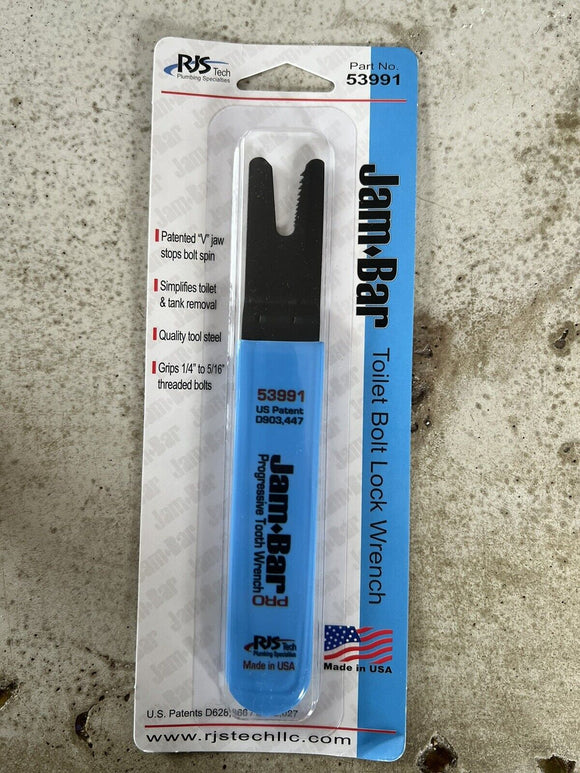 RJS Tech
Plumbing Specialties
Part No.
53991
Jam♦Bar
Toilet Bolt Lock Wrench
Patented "V" jaw
stops bolt spin
Simplifies toilet
& tank removal
Quality tool steel
Grips 1/4" to 5/16"
threaded bolts
53991
US Patent
D903,447
Jam♦Bar
PRO
Progressive Tooth Wrench
RJS Tech
Plumbing Specialties
Made in USA
Made in USA
U.S. Patents
www.rjstechllc.com